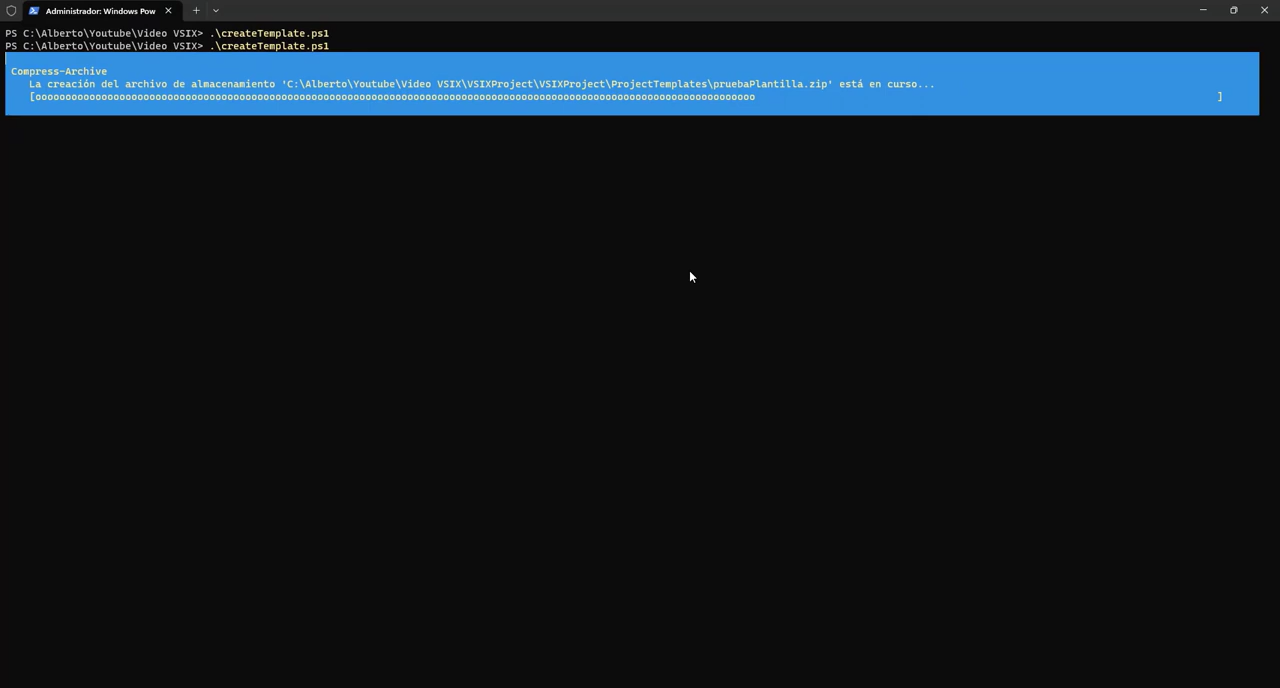 Administrador: Windows Pow
PS C:\Alberto\Youtube\Video VSIX> .\createTemplate.ps1
PS C:\Alberto\Youtube\Video VSIX> .\createTemplate.ps1
Compress-Archive
La creación del archivo de almacenamiento 'C:\Alberto\Youtube\Video VSIX\VSIXProject\VSIXProject\ProjectTemplates\pruebaPlantilla.zip' está en curso...
[oooooooooooooooooooooooooooooooooooooooooooooooooooooooooooooooooooooooooooooooooooooooooooooooooooooooooooooooooooooooo ]